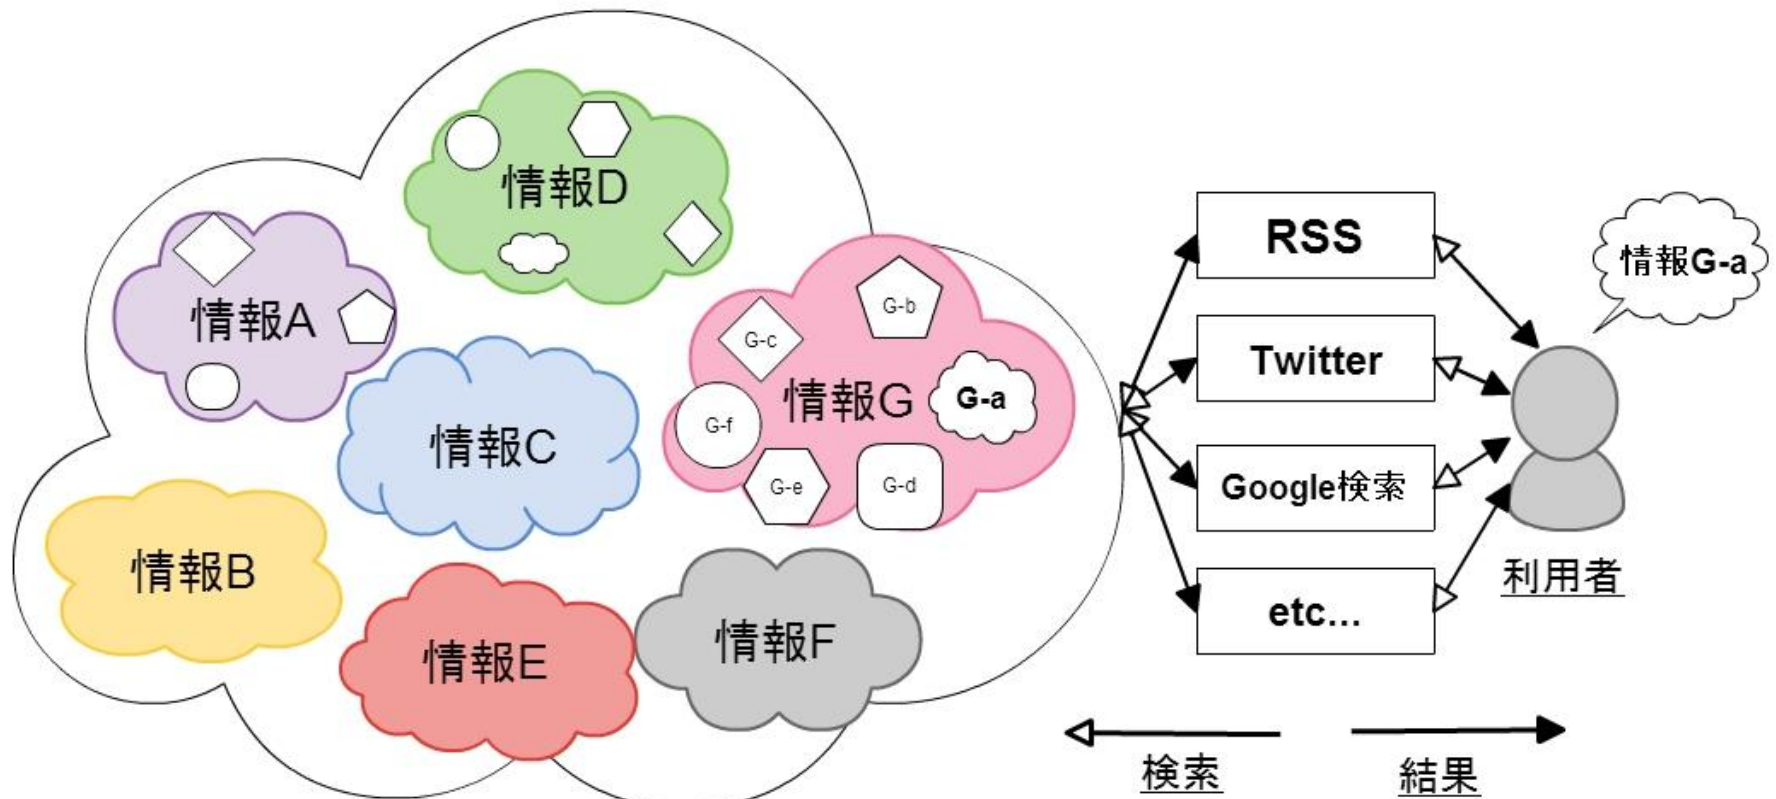 情報D
情報A
情報C
情報B
情報E
情報F
情報G
G-b
G-c
G-a
G-f
G-e
G-d
RSS
Twitter
Google検索
etc...
情報G-a
利用者
検索
結果